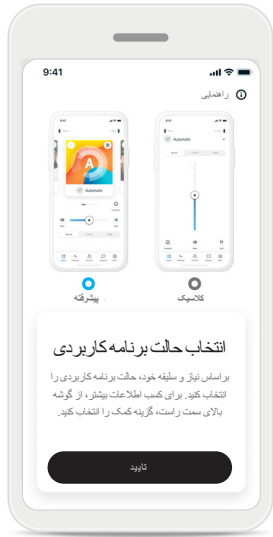 9:41
راهنمایی
Automatic
A
Automatic
پیشرفته
کلاسیک
انتخاب حالت برنامه کاربردی
براساس نیاز و سلیقه خود، حالت برنامه کاربردی را
انتخاب کنید. برای کسب اطلاعات بیشتر، از گوشه
بالای سمت راست، گزینه کمک را انتخاب کنید.
تایید